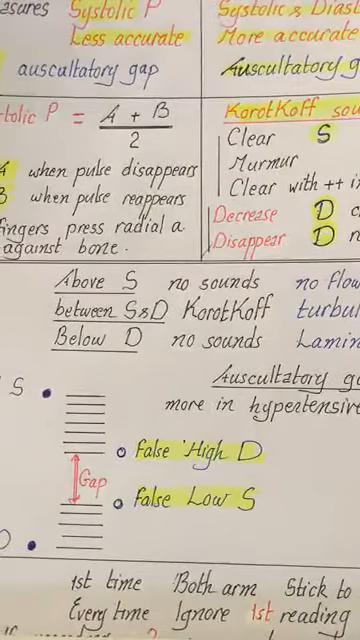 Systolic P
Less accurate
auscultatory gap
Systolic & Diast
More accurate
Auscultatory g
tolic P = A + B
2
A when pulse disappears
B when pulse reappears
fingers press radial a.
against bone.
Korotkoff sou
Clear S
Murmur
Clear with ++ i
Decrease D
Disappear D
Above S no sounds no flow
between S&D Korotkoff turbul
Below D no sounds Lamin
Auscultatory ga
more in hypertensive
S
Gap
False High D
false Low S
1st time Both arm Stick to
Every time Ignore 1st reading